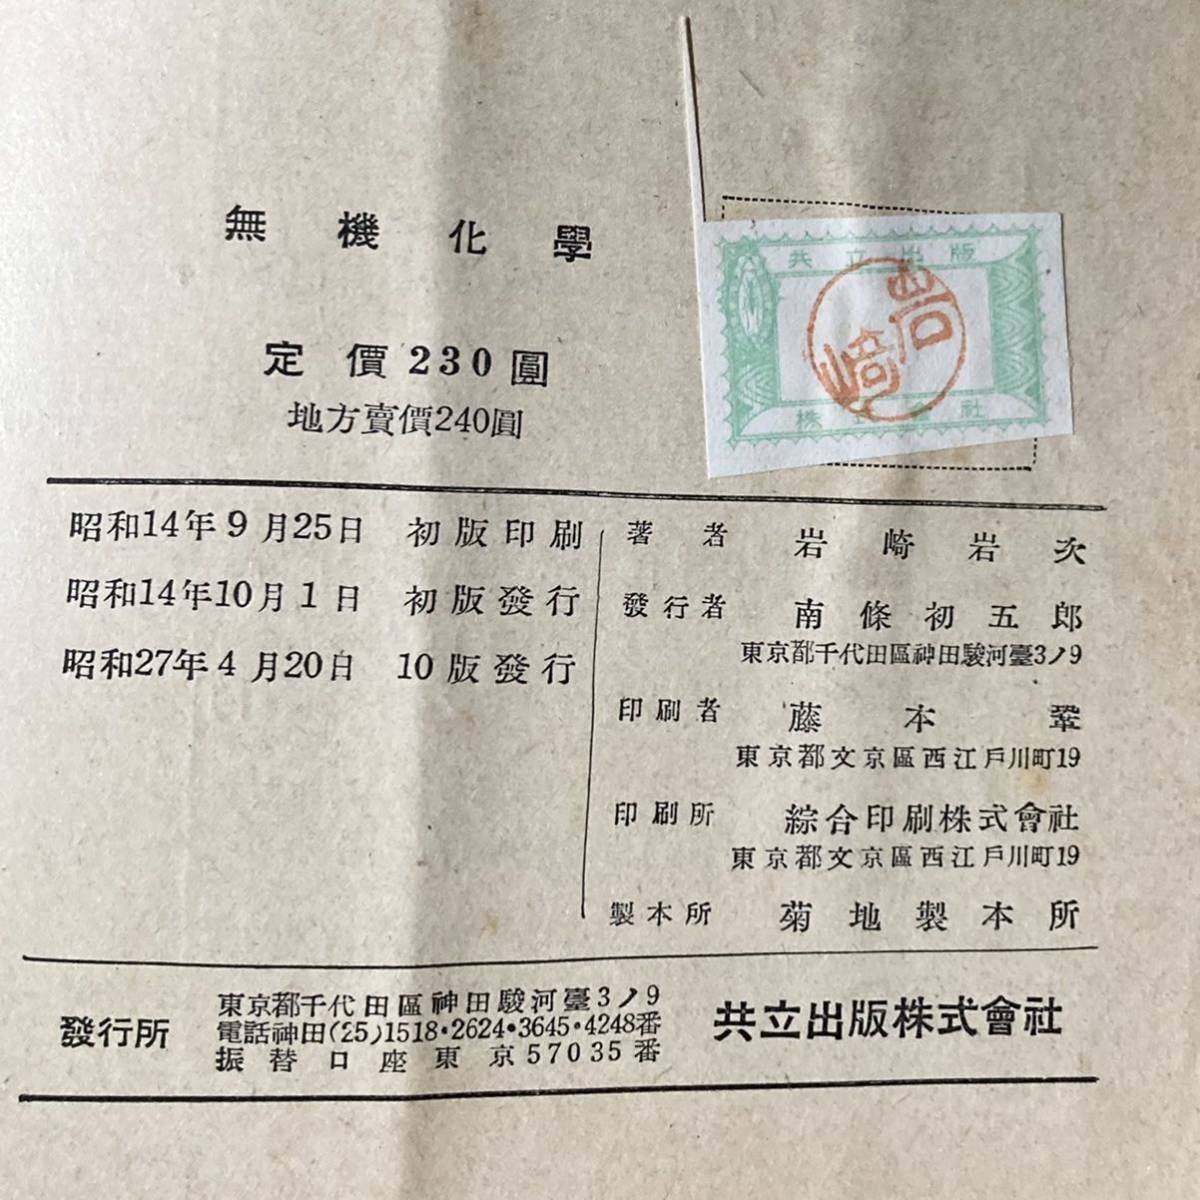 無機化學
共立出版
岩崎
株式會社
定價230圓
地方賣價240圓
昭和14年9月25日 初版印刷
昭和14年10月1日 初版發行
昭和27年4月20日 10版發行
著者 岩崎岩次
發行者 南條初五郎
東京都千代田區神田駿河臺3ノ9
印刷者 藤本鞏
東京都文京區西江戶川町19
印刷所 綜合印刷株式會社
東京都文京區西江戶川町19
製本所 菊地製本所
發行所
東京都千代田區神田駿河臺3ノ9
電話神田(25)1518・2624・3645・4248番
振替口座東京57035番
共立出版株式會社